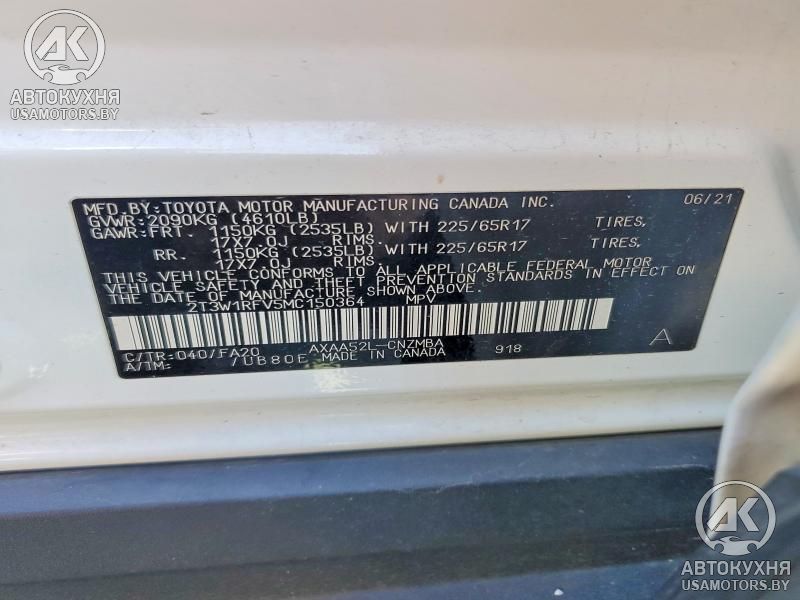 АК
АВТОКУХНЯ
USAMOTORS.BY
MFD. BY: TOYOTA MOTOR MANUFACTURING CANADA INC. 06/21
GVWR: 2090KG (4610LB)
GAWR: FRT. 1150KG (2535LB) WITH 225/65R17 TIRES.
17X7.0J RIMS.
RR. 1150KG (2535LB) WITH 225/65R17 TIRES.
17X7.0J RIMS.
THIS VEHICLE CONFORMS TO ALL APPLICABLE FEDERAL MOTOR
VEHICLE SAFETY AND THEFT PREVENTION STANDARDS IN EFFECT ON
THE DATE OF MANUFACTURE SHOWN ABOVE.
2T3W1RFV5MC150364 MPV
C/TR: 040/FA20 AXAA52L-CNZMBA A
A/TM: /UB80E MADE IN CANADA 918
АК
АВТОКУХНЯ
USAMOTORS.BY